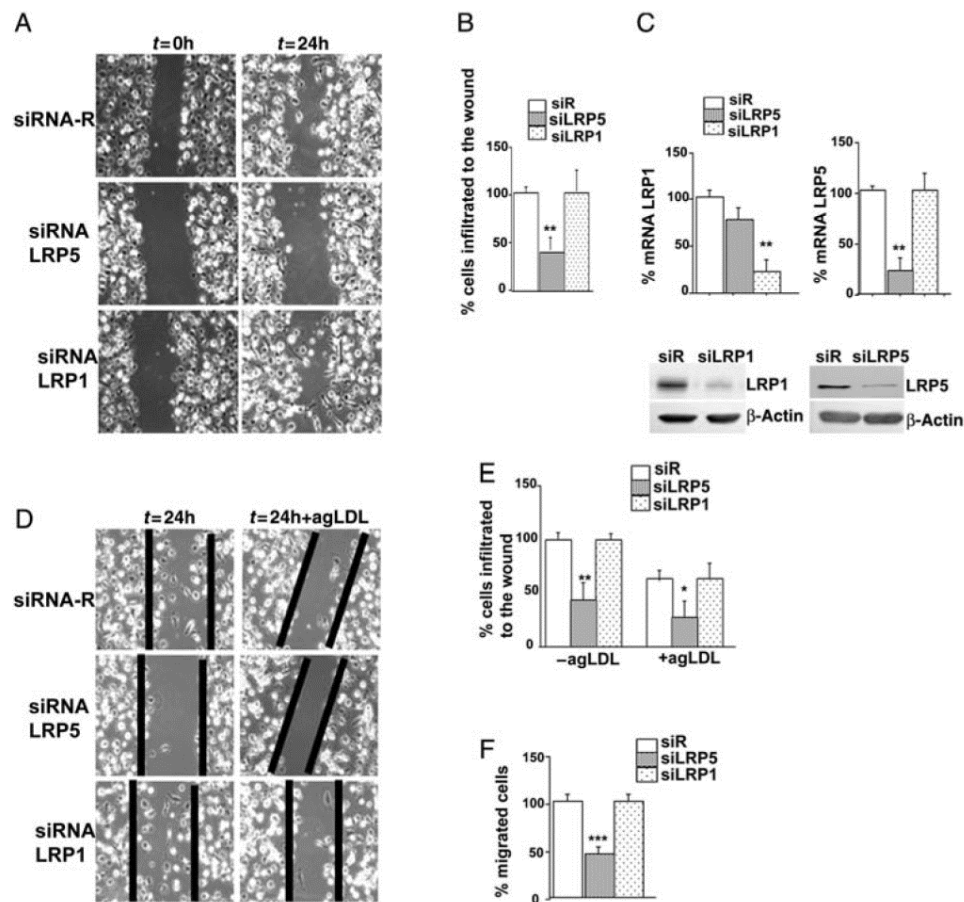 A
t=0h
t=24h
siRNA-R
siRNA
LRP5
siRNA
LRP1
B
siR
siLRP5
siLRP1
% cells infiltrated to the wound
150
100
50
0
**
C
siR
siLRP5
siLRP1
% mRNA LRP1
150
100
50
0
**
% mRNA LRP5
150
100
50
0
**
siR siLRP1
LRP1
β-Actin
siR siLRP5
LRP5
β-Actin
D
t=24h
t=24h+agLDL
siRNA-R
siRNA
LRP5
siRNA
LRP1
E
siR
siLRP5
siLRP1
% cells infiltrated
to the wound
150
100
50
0
**
*
–agLDL
+agLDL
F
siR
siLRP5
siLRP1
% migrated cells
150
100
50
0
***